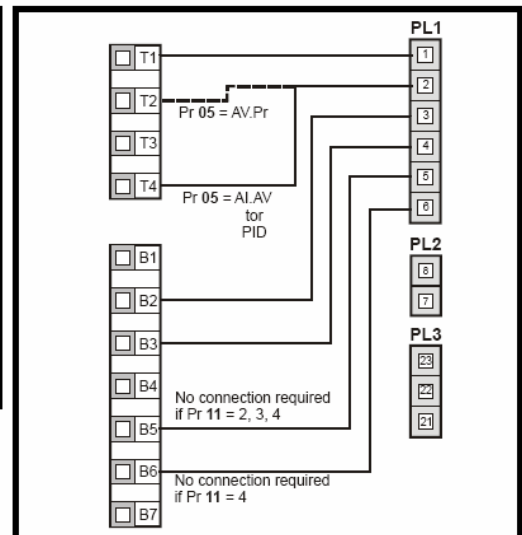 PL1
T1
1
T2
2
Pr 05 = AV.Pr
3
T3
4
T4
5
Pr 05 = AI.AV
tor
PID
6
B1
PL2
B2
8
7
B3
PL3
23
B4
22
No connection required
if Pr 11 = 2, 3, 4
21
B5
B6
No connection required
if Pr 11 = 4
B7